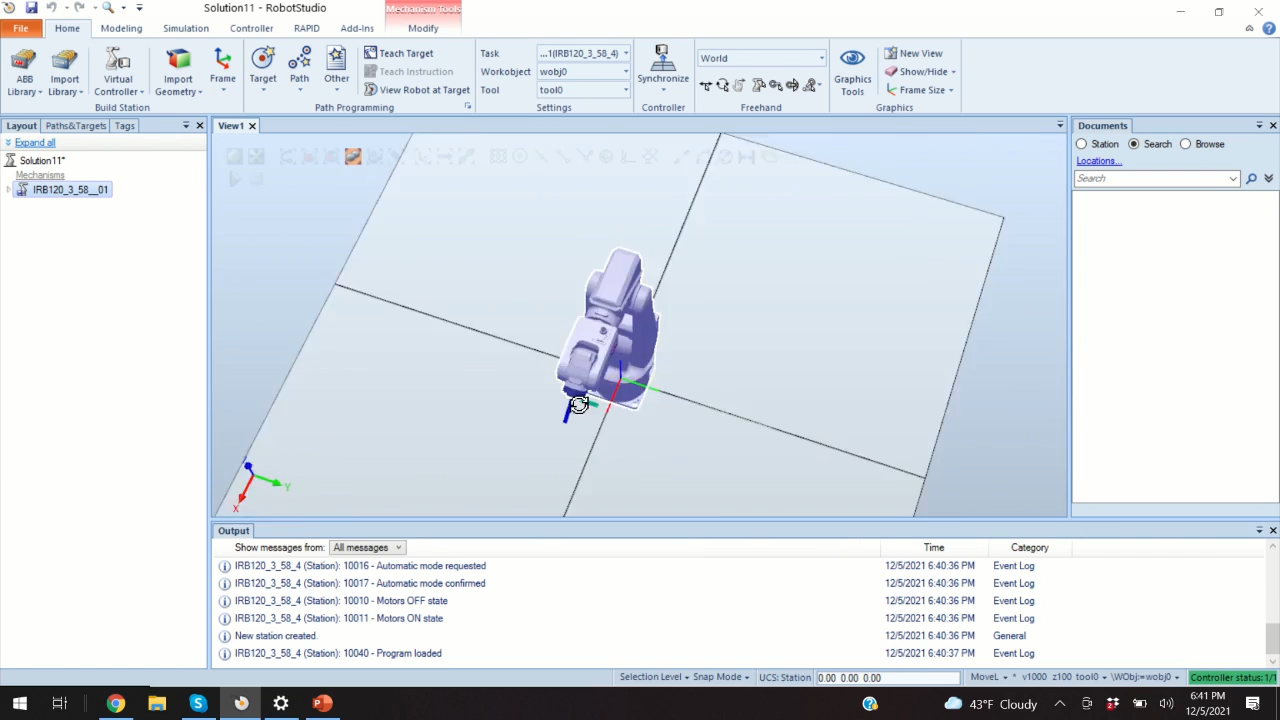 Solution11 - RobotStudio
Mechanism Tools
File
Home
Modeling
Simulation
Controller
RAPID
Add-Ins
Modify
ABB Library
Import Library
Virtual Controller
Import Geometry
Frame
Target
Path
Other
Teach Target
Teach Instruction
View Robot at Target
Task
...1(IRB120_3_58_4)
Workobject
wobj0
Tool
tool0
Synchronize
World
Graphics Tools
New View
Show/Hide
Frame Size
Build Station
Path Programming
Settings
Controller
Freehand
Graphics
Layout
Paths&Targets
Tags
View1
Documents
Expand all
Solution11*
Mechanisms
IRB120_3_58__01
Station
Search
Browse
Locations...
Search
Y
X
Output
Show messages from:
All messages
Time
Category
IRB120_3_58_4 (Station): 10016 - Automatic mode requested 12/5/2021 6:40:36 PM Event Log
IRB120_3_58_4 (Station): 10017 - Automatic mode confirmed 12/5/2021 6:40:36 PM Event Log
IRB120_3_58_4 (Station): 10010 - Motors OFF state 12/5/2021 6:40:36 PM Event Log
IRB120_3_58_4 (Station): 10011 - Motors ON state 12/5/2021 6:40:36 PM Event Log
New station created. 12/5/2021 6:40:36 PM General
IRB120_3_58_4 (Station): 10040 - Program loaded 12/5/2021 6:40:37 PM Event Log
Selection Level
Snap Mode
UCS: Station
0.00 0.00 0.00
MoveL * v1000 z100 tool0 \WObj:=wobj0
Controller status: 1/1
43°F Cloudy
6:41 PM
12/5/2021